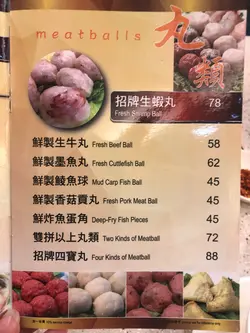 meatballs
丸類
招牌生蝦丸 78
Fresh Shrimp Ball
鮮製生牛丸 Fresh Beef Ball 58
鮮製墨魚丸 Fresh Cuttlefish Ball 62
鮮製鯪魚球 Mud Carp Fish Ball 45
鮮製香菇貢丸 Fresh Pork Meat Ball 45
鮮炸魚蛋角 Deep-Fry Fish Pieces 45
雙拼以上丸類 Two Kinds of Meatball 72
招牌四寶丸 Four Kinds of Meatball 88